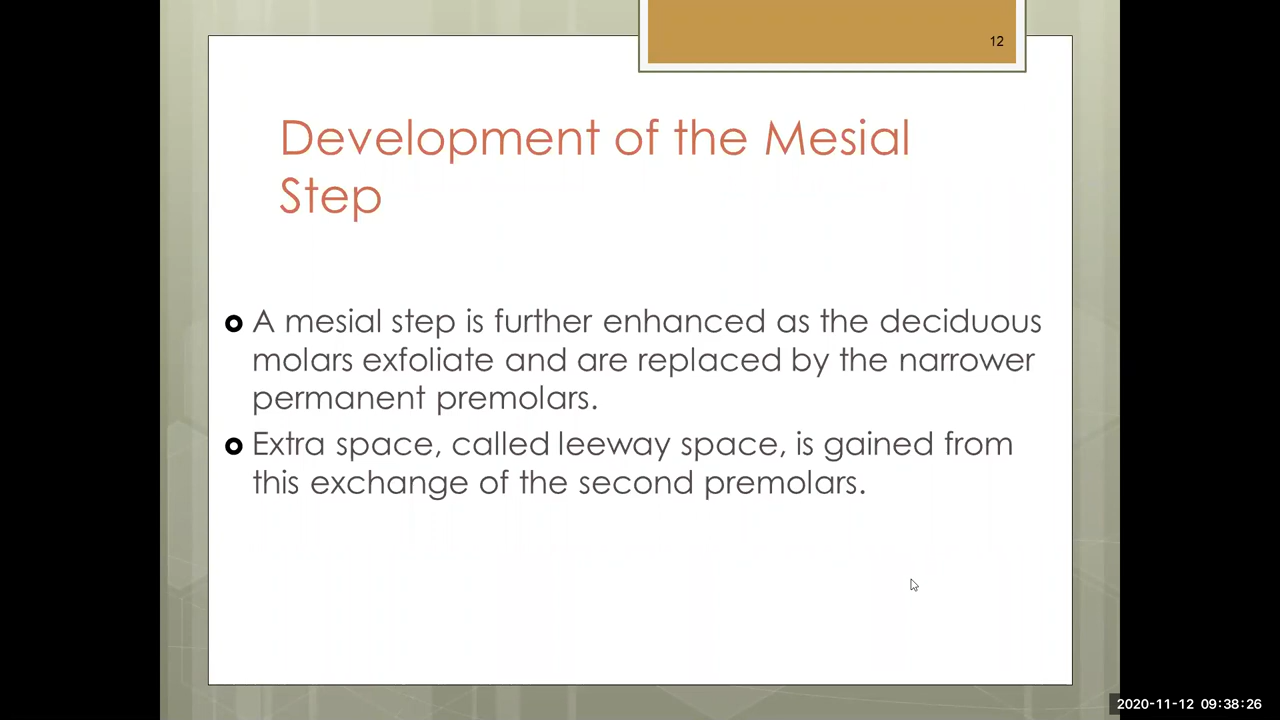 12
Development of the Mesial
Step
A mesial step is further enhanced as the deciduous
molars exfoliate and are replaced by the narrower
permanent premolars.
Extra space, called leeway space, is gained from
this exchange of the second premolars.
2020-11-12 09:38:26